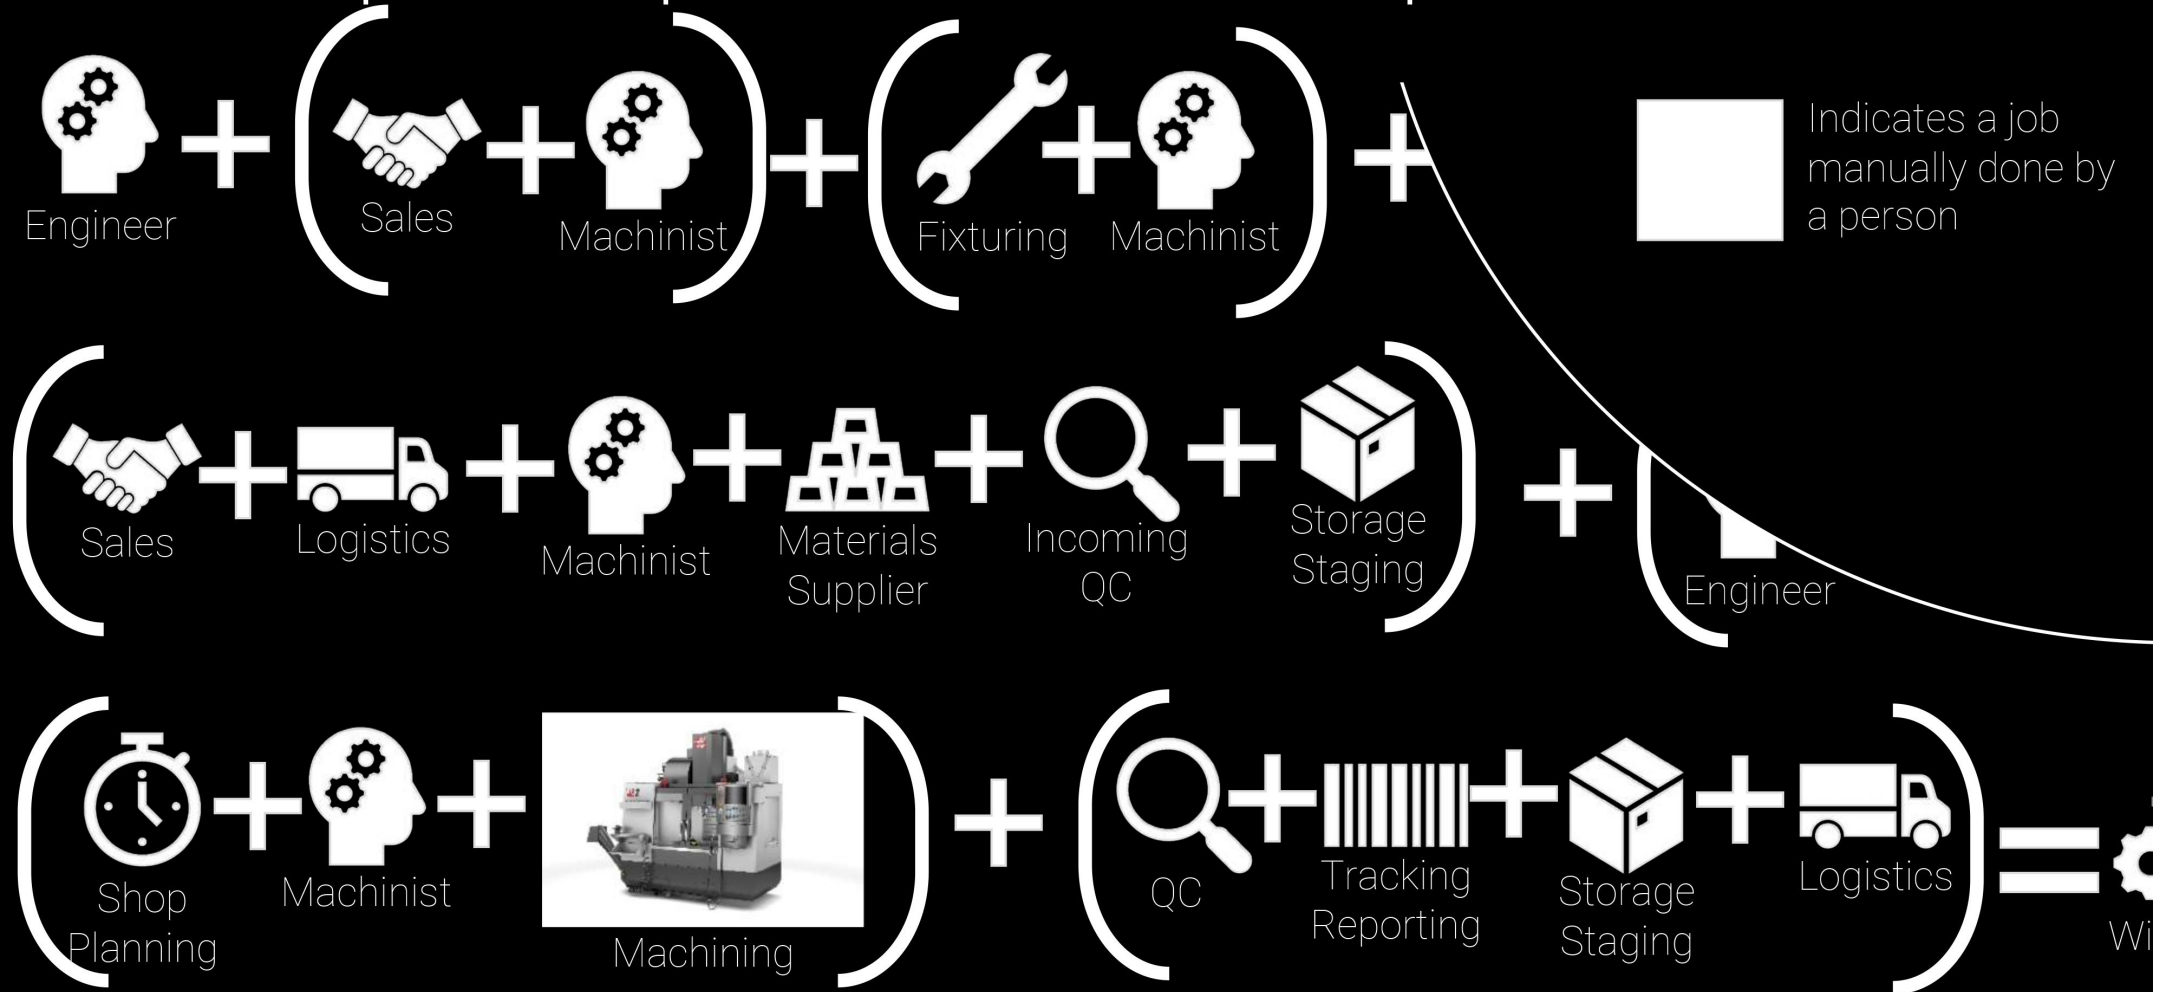 Indicates a job
manually done by
a person
Engineer
Sales
Machinist
Fixturing
Machinist
Sales
Logistics
Machinist
Materials
Supplier
Incoming
QC
Storage
Staging
Engineer
Shop
Planning
Machinist
Machining
QC
Tracking
Reporting
Storage
Staging
Logistics